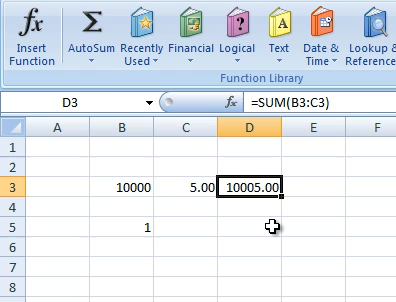 fx Σ
Insert Function AutoSum Recently Used Financial Logical Text Date & Time Lookup & Reference
Function Library
D3 fx =SUM(B3:C3)
A B C D E F
1
2
3 10000 5.00 10005.00
4
5 1
6
7
8